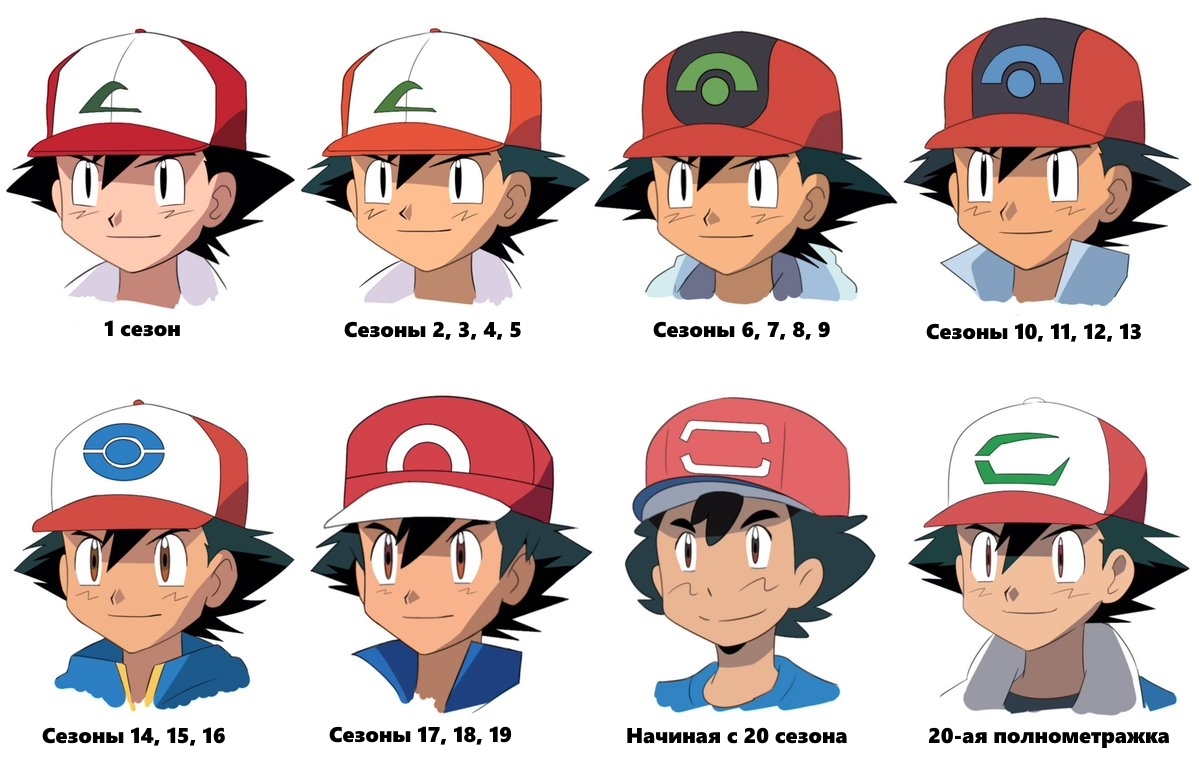 1 сезон
Сезоны 2, 3, 4, 5
Сезоны 6, 7, 8, 9
Сезоны 10, 11, 12, 13
Сезоны 14, 15, 16
Сезоны 17, 18, 19
Начиная с 20 сезона
20-ая полнометражка